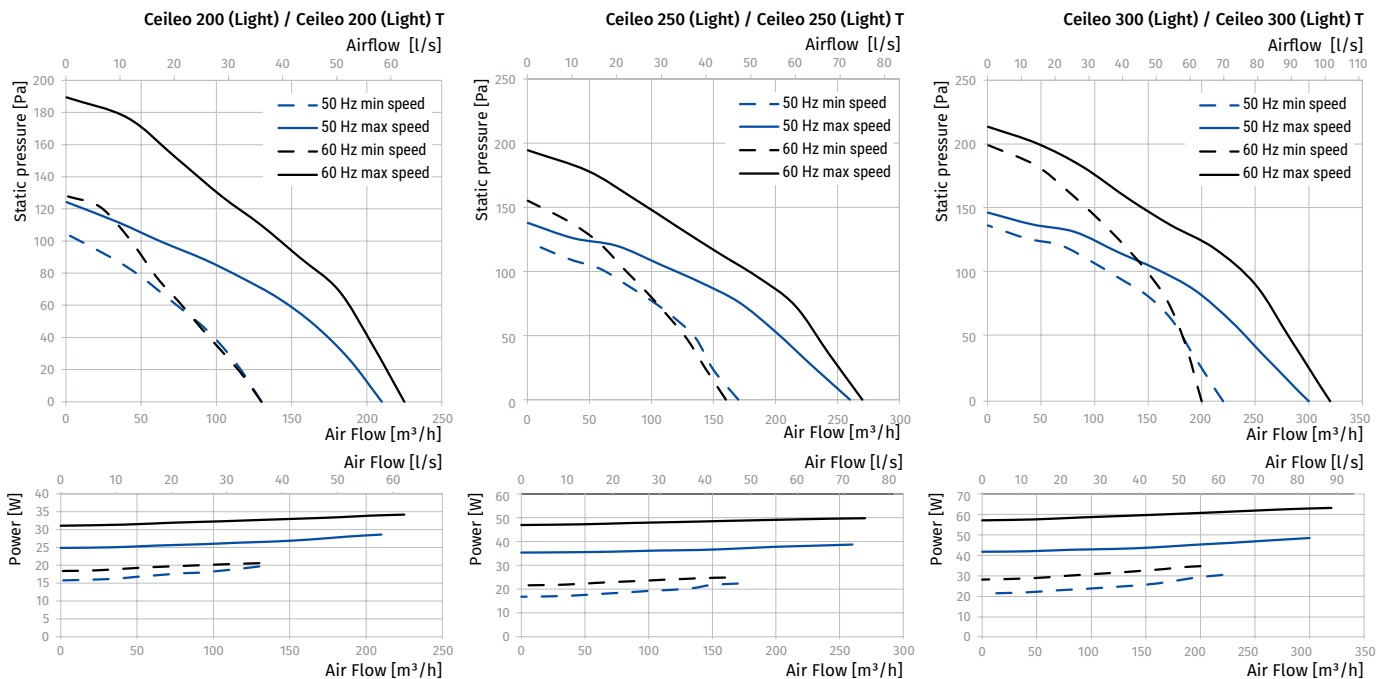 Ceileo 200 (Light) / Ceileo 200 (Light) T
Airflow [l/s]
0 10 20 30 40 50 60
Static pressure [Pa]
200
180
160
140
120
100
80
60
40
20
0
50 Hz min speed
50 Hz max speed
60 Hz min speed
60 Hz max speed
0 50 100 150 200 250
Air Flow [m³/h]
Ceileo 250 (Light) / Ceileo 250 (Light) T
Airflow [l/s]
0 10 20 30 40 50 60 70 80
Static pressure [Pa]
250
200
150
100
50
0
50 Hz min speed
50 Hz max speed
60 Hz min speed
60 Hz max speed
0 50 100 150 200 250 300
Air Flow [m³/h]
Ceileo 300 (Light) / Ceileo 300 (Light) T
Airflow [l/s]
0 10 20 30 40 50 60 70 80 90 100 110
Static pressure [Pa]
250
200
150
100
50
0
50 Hz min speed
50 Hz max speed
60 Hz min speed
60 Hz max speed
0 50 100 150 200 250 300 350
Air Flow [m³/h]
Air Flow [l/s]
0 10 20 30 40 50 60
Power [W]
40
35
30
25
20
15
10
5
0
0 50 100 150 200 250
Air Flow [m³/h]
Air Flow [l/s]
0 10 20 30 40 50 60 70 80
Power [W]
60
50
40
30
20
10
0
0 50 100 150 200 250 300
Air Flow [m³/h]
Air Flow [l/s]
0 10 20 30 40 50 60 70 80 90
Power [W]
70
60
50
40
30
20
10
0
0 50 100 150 200 250 300 350
Air Flow [m³/h]